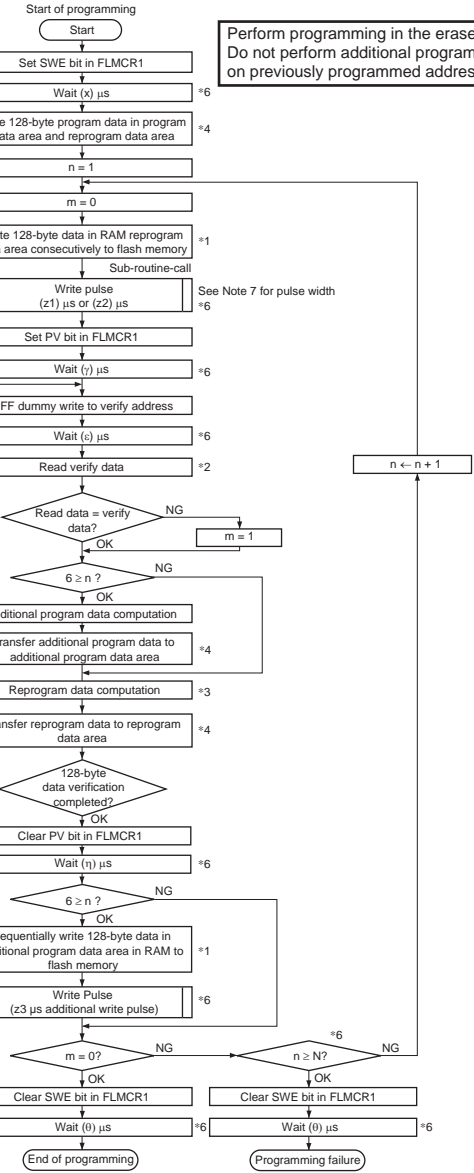 Start of programming
Start
Perform programming in the erase
Do not perform additional program
on previously programmed addres
Set SWE bit in FLMCR1
Wait (x) μs *6
e 128-byte program data in program
ata area and reprogram data area *4
n = 1
m = 0
te 128-byte data in RAM reprogram
area consecutively to flash memory *1
Sub-routine-call
Write pulse
(z1) μs or (z2) μs
See Note 7 for pulse width
*6
Set PV bit in FLMCR1
Wait (γ) μs *6
FF dummy write to verify address
Wait (ε) μs *6
Read verify data *2
n ← n + 1
Read data = verify
data?
NG
m = 1
OK
6 ≥ n ?
NG
OK
ditional program data computation
ransfer additional program data to
additional program data area *4
Reprogram data computation *3
nsfer reprogram data to reprogram
data area *4
128-byte
data verification
completed?
OK
Clear PV bit in FLMCR1
Wait (η) μs *6
6 ≥ n ?
NG
OK
equentially write 128-byte data in
itional program data area in RAM to
flash memory *1
Write Pulse
(z3 μs additional write pulse) *6
*6
m = 0? NG n ≥ N? NG
OK OK
Clear SWE bit in FLMCR1 Clear SWE bit in FLMCR1
Wait (θ) μs *6 Wait (θ) μs *6
End of programming Programming failure